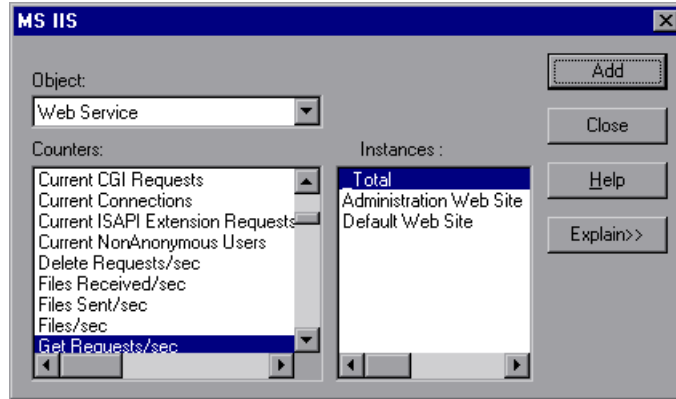 MS IIS
Object:
Web Service
Counters:
Current CGI Requests
Current Connections
Current ISAPI Extension Requests
Current NonAnonymous Users
Delete Requests/sec
Files Received/sec
Files Sent/sec
Files/sec
Get Requests/sec
Instances :
_Total
Administration Web Site
Default Web Site
Add
Close
Help
Explain>>